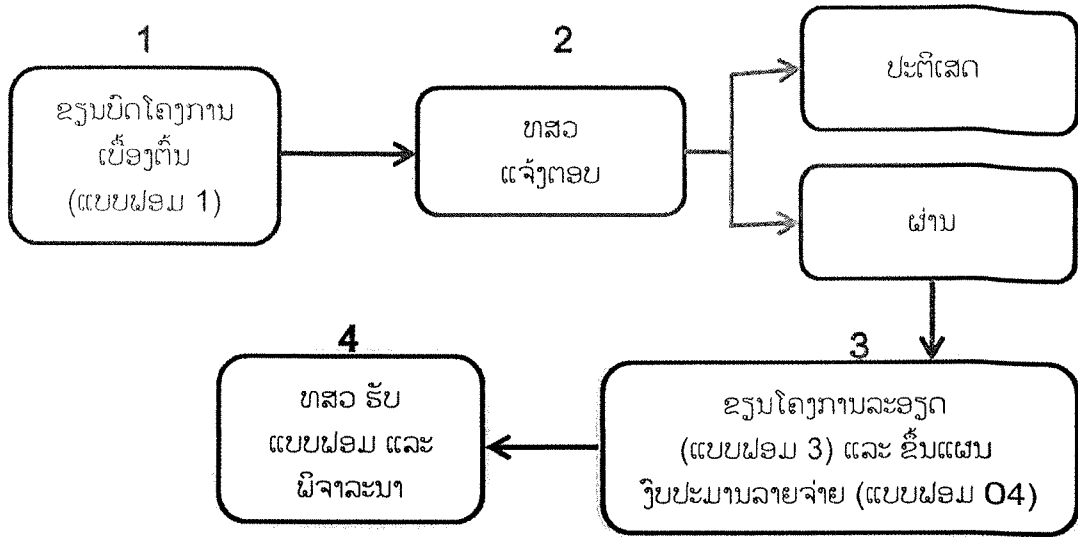 1
ຂຽນບົດໂຄງການ
ເບື້ອງຕົ້ນ
(ແບບຟອມ 1)
2
ທສວ
ແຈ້ງຕອບ
ປະຕິເສດ
ຜ່ານ
3
ຂຽນໂຄງການລະອຽດ
(ແບບຟອມ 3) ແລະ ຂຶ້ນແຜນ
ງົບປະມານລາຍຈ່າຍ (ແບບຟອມ O4)
4
ທສວ ຮັບ
ແບບຟອມ ແລະ
ພິຈາລະນາ